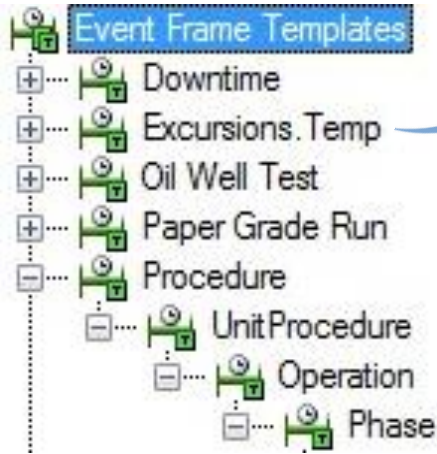 Event Frame Templates
Downtime
Excursions.Temp
Oil Well Test
Paper Grade Run
Procedure
UnitProcedure
Operation
Phase